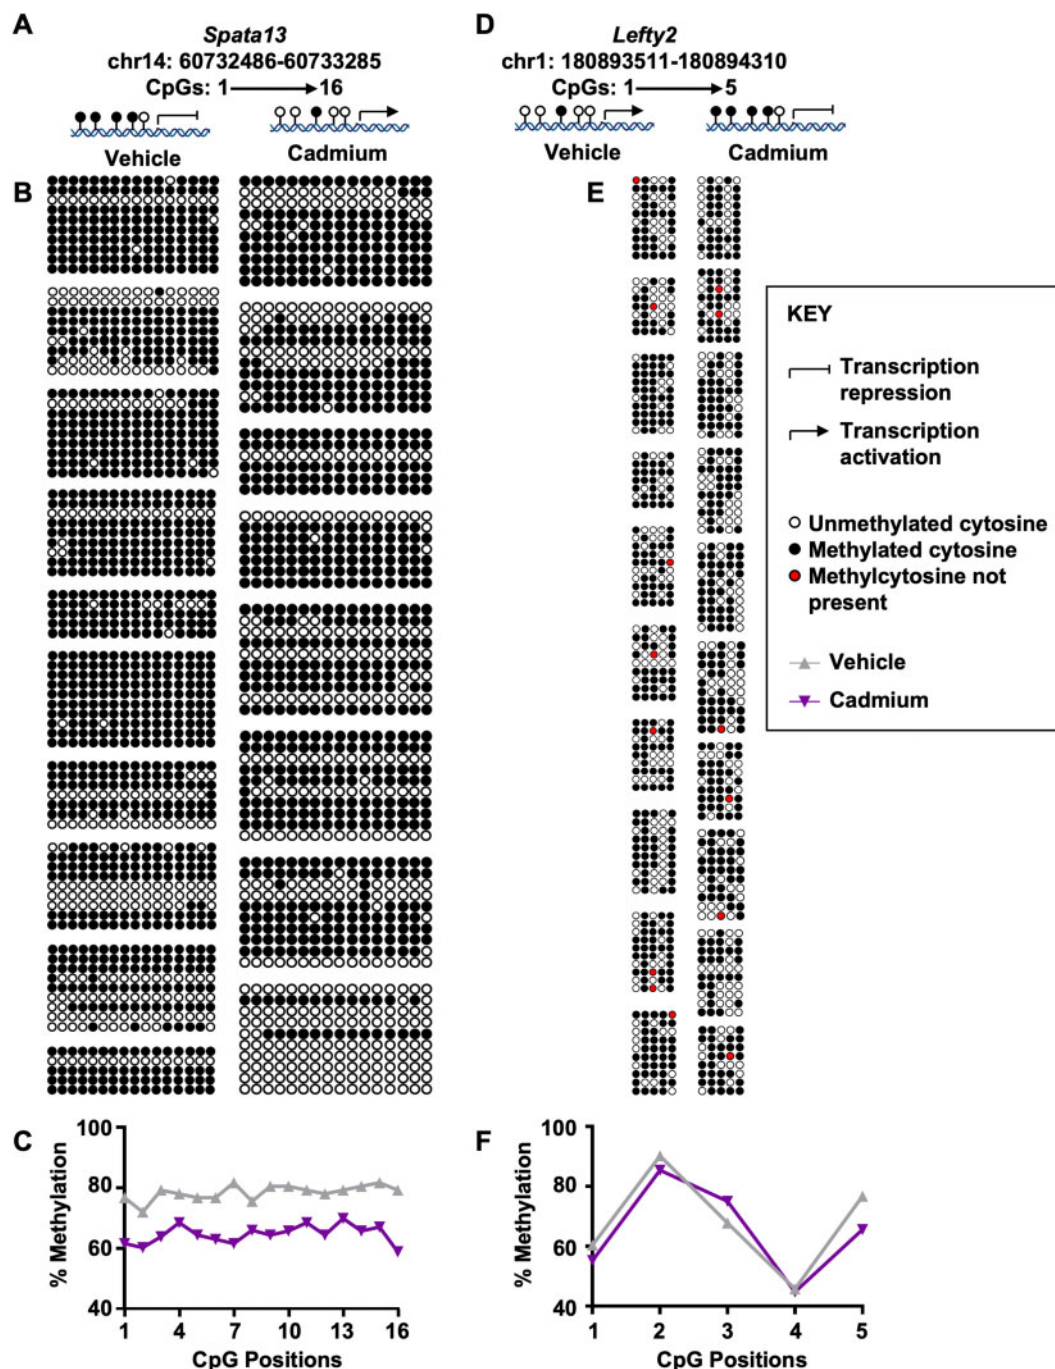 A
Spata13
chr14: 60732486-60733285
CpGs: 1 16
Vehicle
Cadmium
D
Lefty2
chr1: 180893511-180894310
CpGs: 1 5
Vehicle
Cadmium
B
E
KEY
Transcription
repression
Transcription
activation
Unmethylated cytosine
Methylated cytosine
Methylcytosine not
present
Vehicle
Cadmium
C
% Methylation
100
80
60
40
1 4 7 10 13 16
CpG Positions
F
% Methylation
100
80
60
40
1 2 3 4 5
CpG Positions